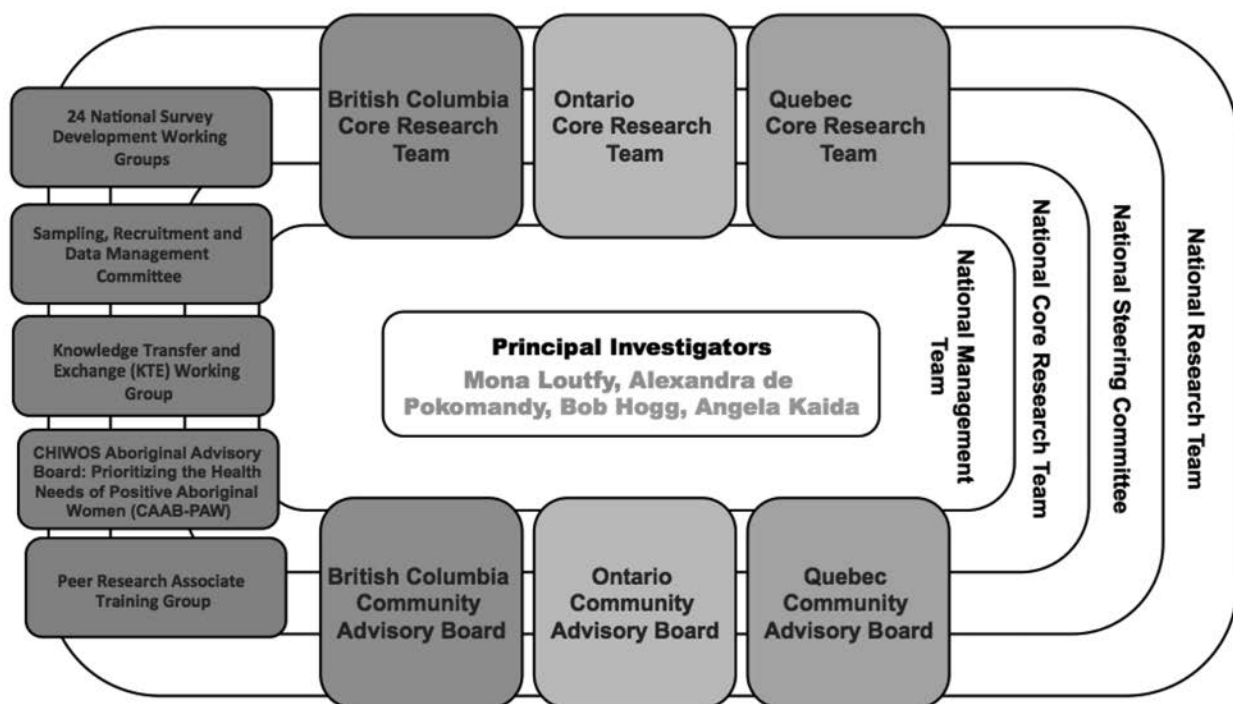 British Columbia
Core Research
Team
Ontario
Core Research
Team
Quebec
Core Research
Team
24 National Survey
Development Working
Groups
Sampling, Recruitment and
Data Management
Committee
Knowledge Transfer and
Exchange (KTE) Working
Group
CHIWOS Aboriginal Advisory
Board: Prioritizing the Health
Needs of Positive Aboriginal
Women (CAAB-PAW)
Peer Research Associate
Training Group
Principal Investigators
Mona Loutfy, Alexandra de
Pokomandy, Bob Hogg, Angela Kaida
National Management
Team
National Core Research Team
National Steering Committee
National Research Team
British Columbia
Community
Advisory Board
Ontario
Community
Advisory Board
Quebec
Community
Advisory Board